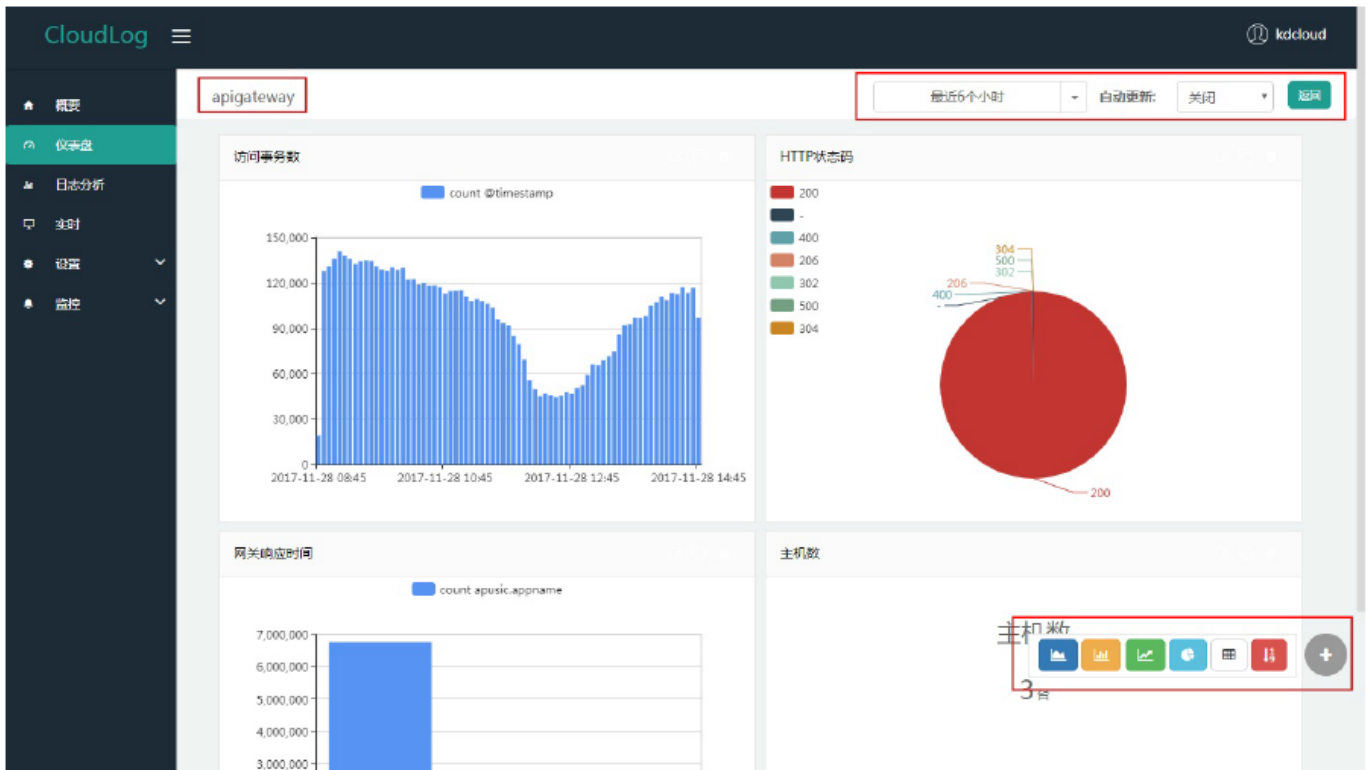 CloudLog
kdcloud
概要
仪表盘
日志分析
实时
设置
监控
apigateway
最近6个小时
自动更新:
关闭
返回
访问事务数
count @timestamp
150,000
120,000
90,000
60,000
30,000
0
2017-11-28 08:45
2017-11-28 10:45
2017-11-28 12:45
2017-11-28 14:45
HTTP状态码
200
-
400
206
302
500
304
304
500
302
206
400
-
200
网关响应时间
count apusic.appname
7,000,000
6,000,000
5,000,000
4,000,000
3,000,000
主机数
主机数
3